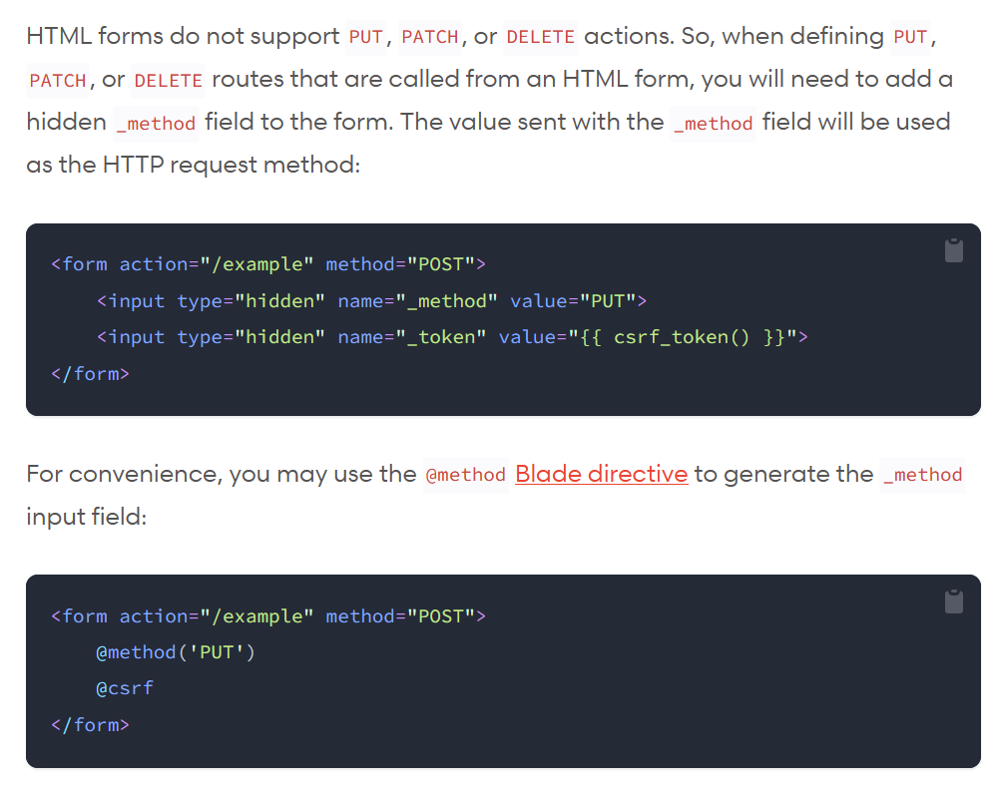 HTML forms do not support PUT, PATCH, or DELETE actions. So, when defining PUT,
PATCH, or DELETE routes that are called from an HTML form, you will need to add a
hidden _method field to the form. The value sent with the _method field will be used
as the HTTP request method:
<form action="/example" method="POST">
    <input type="hidden" name="_method" value="PUT">
    <input type="hidden" name="_token" value="{{ csrf_token() }}">
</form>
For convenience, you may use the @method Blade directive to generate the _method
input field:
<form action="/example" method="POST">
    @method('PUT')
    @csrf
</form>